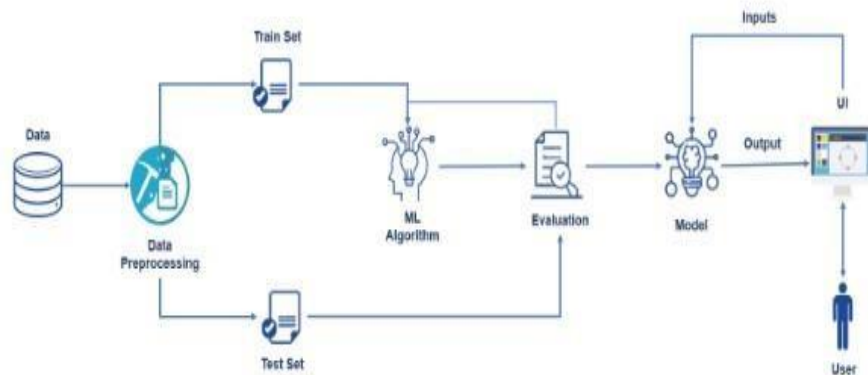 Data
Data
Preprocessing
Train Set
Test Set
ML
Algorithm
Evaluation
Model
Inputs
Output
UI
User